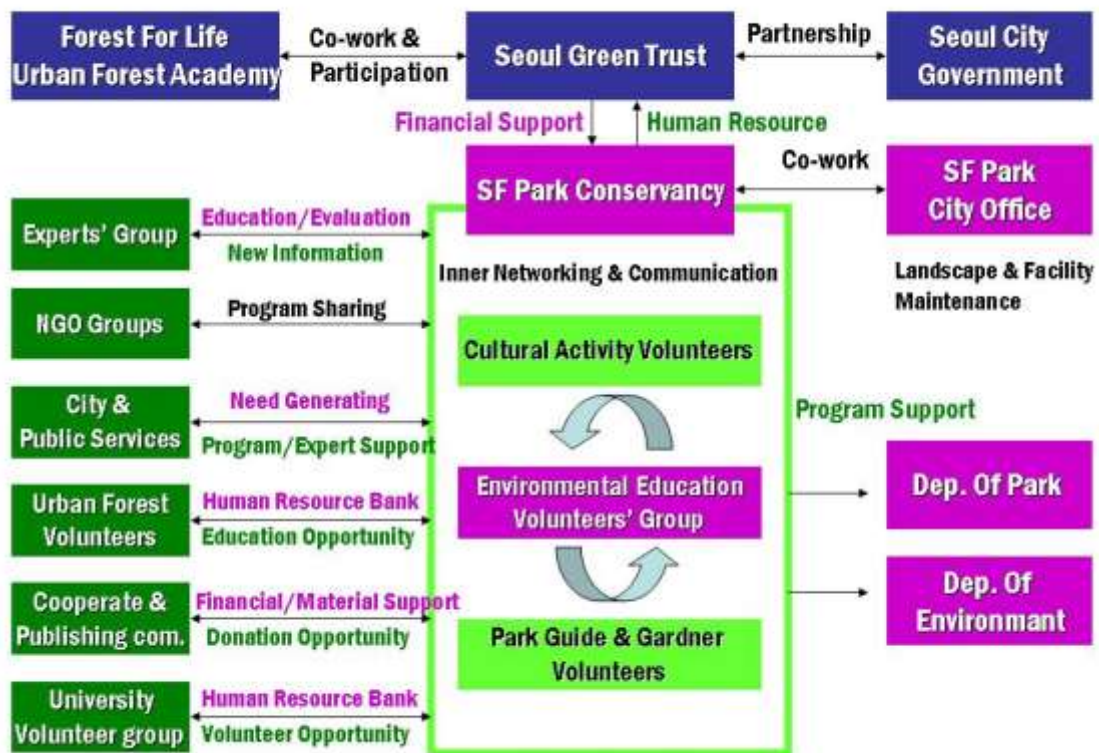 Forest For Life
Urban Forest Academy
Co-work &
Participation
Seoul Green Trust
Partnership
Seoul City
Government
Financial Support
Human Resource
SF Park Conservancy
Co-work
SF Park
City Office
Landscape & Facility
Maintenance
Experts' Group
Education/Evaluation
New Information
Inner Networking & Communication
NGO Groups
Program Sharing
Cultural Activity Volunteers
City &
Public Services
Need Generating
Program/Expert Support
Program Support
Urban Forest
Volunteers
Human Resource Bank
Education Opportunity
Environmental Education
Volunteers' Group
Dep. Of Park
Cooperate &
Publishing com.
Financial/Material Support
Donation Opportunity
Park Guide & Gardner
Volunteers
Dep. Of
Environmant
University
Volunteer group
Human Resource Bank
Volunteer Opportunity